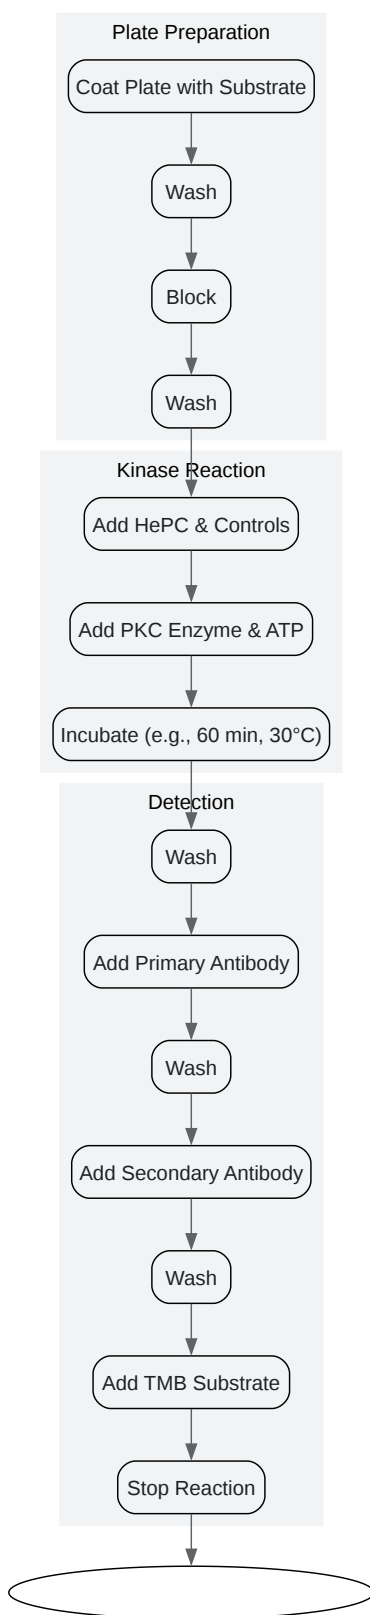 Plate Preparation
Coat Plate with Substrate
Wash
Block
Wash
Kinase Reaction
Add HePC & Controls
Add PKC Enzyme & ATP
Incubate (e.g., 60 min, 30°C)
Detection
Wash
Add Primary Antibody
Wash
Add Secondary Antibody
Wash
Add TMB Substrate
Stop Reaction